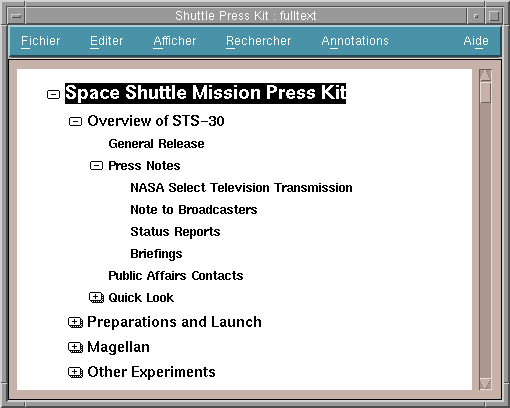 Shuttle Press Kit : fulltext
Fichier Editer Afficher Rechercher Annotations Aide
Space Shuttle Mission Press Kit
Overview of STS-30
General Release
Press Notes
NASA Select Television Transmission
Note to Broadcasters
Status Reports
Briefings
Public Affairs Contacts
Quick Look
Preparations and Launch
Magellan
Other Experiments